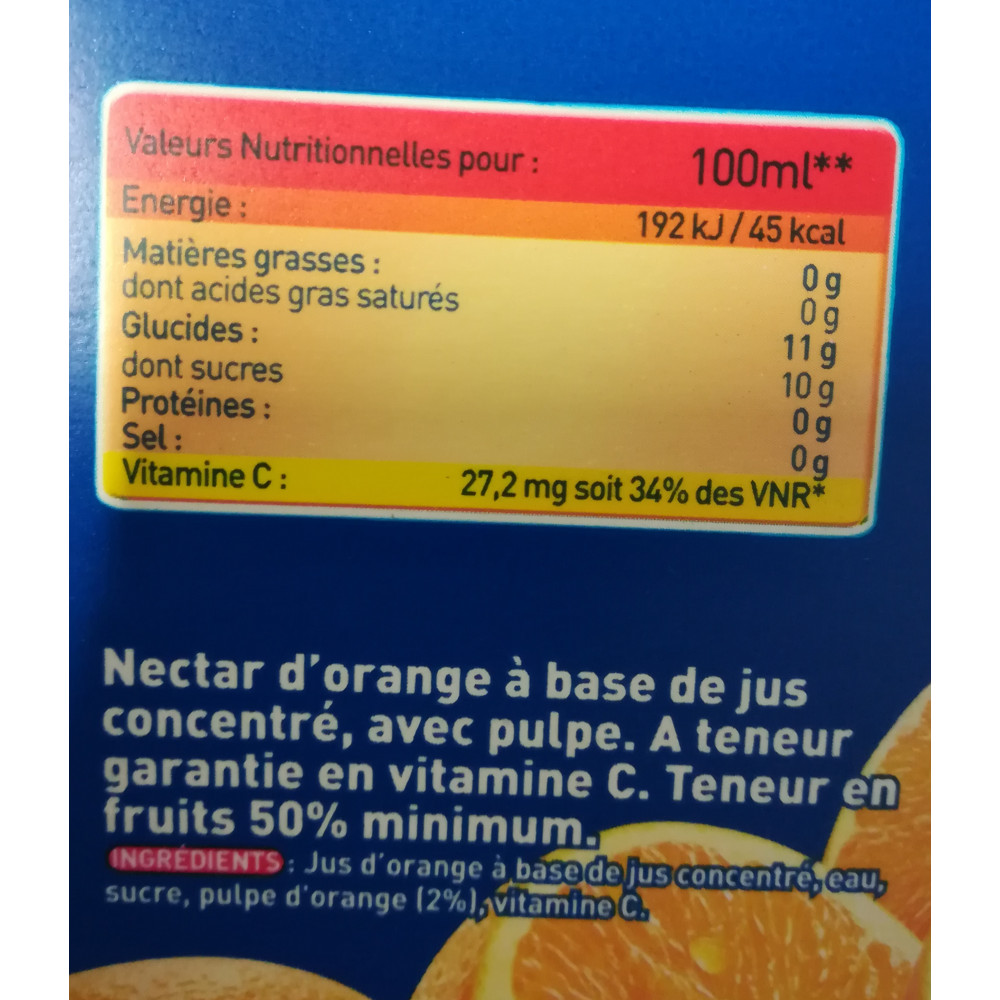 Valeurs Nutritionnelles pour : 100ml**
Energie : 192 kJ / 45 kcal
Matières grasses : 0 g
dont acides gras saturés 0 g
Glucides : 11 g
dont sucres 10 g
Protéines : 0 g
Sel : 0 g
Vitamine C : 27,2 mg soit 34% des VNR*
Nectar d'orange à base de jus
concentré, avec pulpe. A teneur
garantie en vitamine C. Teneur en
fruits 50% minimum.
INGRÉDIENTS : Jus d'orange à base de jus concentré, eau,
sucre, pulpe d'orange (2%), vitamine C.